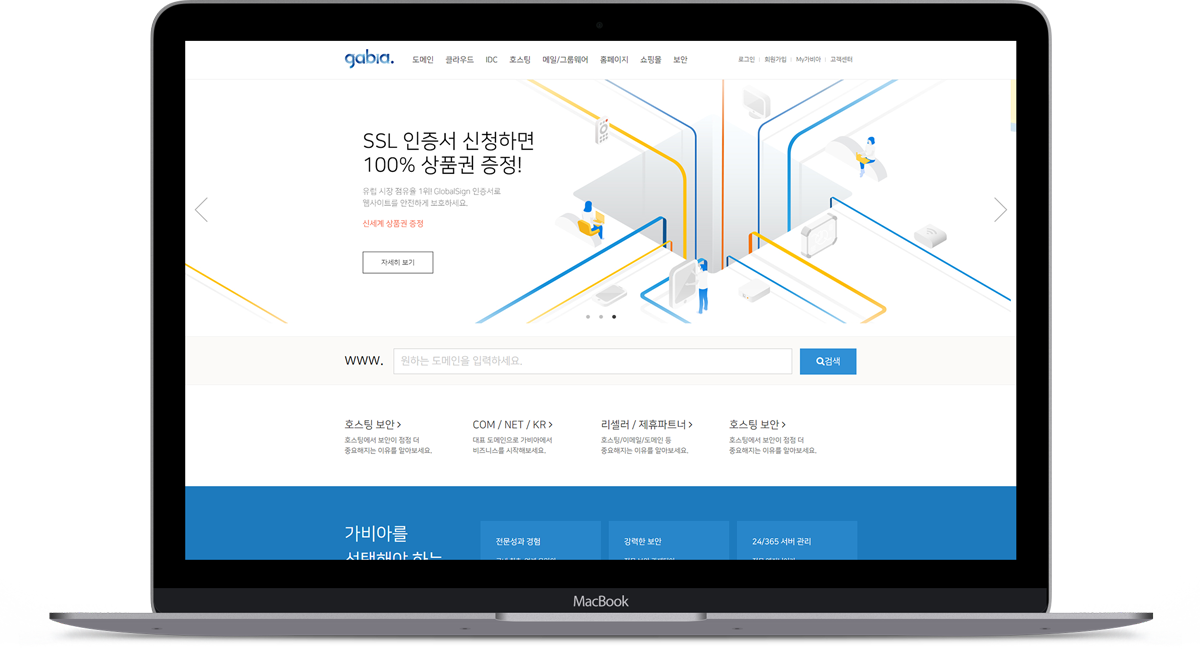 gabia.
도메인 클라우드 IDC 호스팅 메일/그룹웨어 홈페이지 쇼핑몰 보안
로그인 회원가입 My가비아 고객센터
SSL 인증서 신청하면
100% 상품권 증정!
유럽 시장 점유율 1위! GlobalSign 인증서로
웹사이트를 안전하게 보호하세요.
신세계 상품권 증정
자세히 보기
www.
원하는 도메인을 입력하세요.
검색
호스팅 보안 >
호스팅에서 보안이 점점 더
중요해지는 이유를 알아보세요.
COM / NET / KR >
대표 도메인으로 가비아에서
비즈니스를 시작해보세요.
리셀러 / 제휴파트너 >
호스팅/이메일/도메인 등
중요해지는 이유를 알아보세요.
호스팅 보안 >
호스팅에서 보안이 점점 더
중요해지는 이유를 알아보세요.
가비아를
선택해야 하는
전문성과 경험
강력한 보안
24/365 서버 관리
MacBook